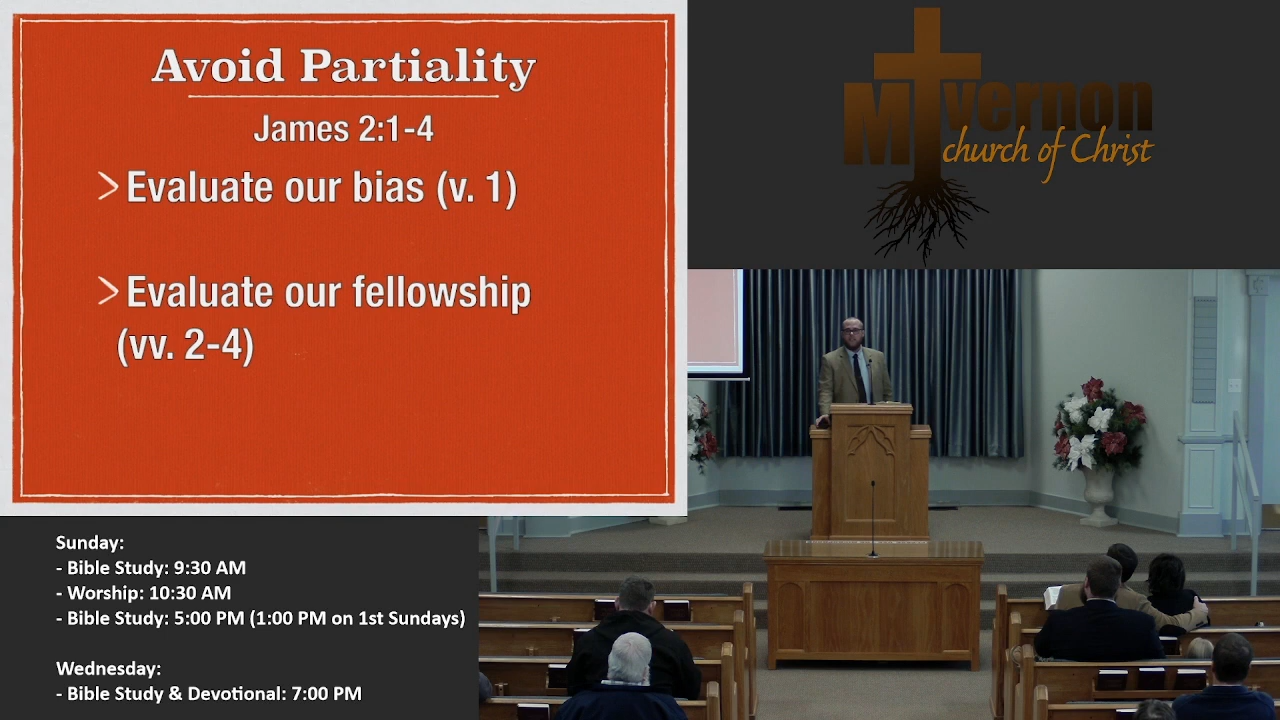 Avoid Partiality
James 2:1-4
> Evaluate our bias (v. 1)
> Evaluate our fellowship
(vv. 2-4)
Mt vernon
church of Christ
Sunday:
- Bible Study: 9:30 AM
- Worship: 10:30 AM
- Bible Study: 5:00 PM (1:00 PM on 1st Sundays)
Wednesday:
- Bible Study & Devotional: 7:00 PM